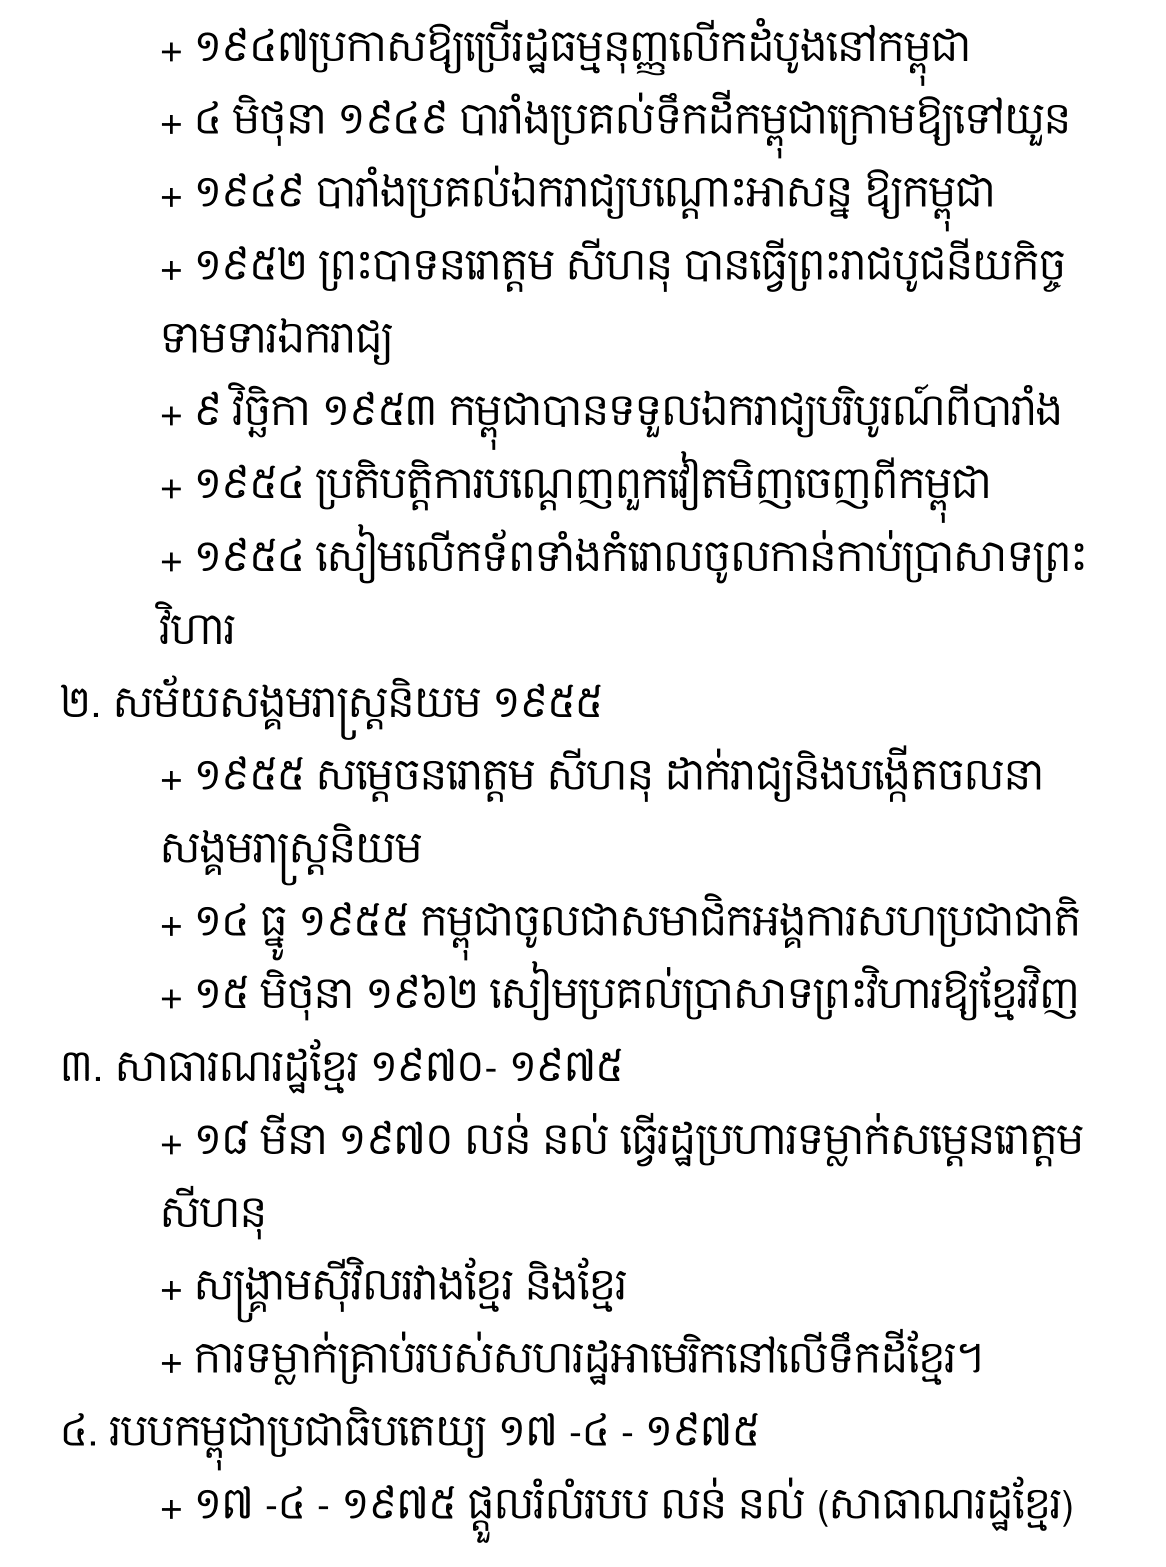 + ១៩៤៧ប្រកាសឱ្យប្រើរដ្ឋធម្មនុញ្ញលើកដំបូងនៅកម្ពុជា
+ ៤ មិថុនា ១៩៤៩ បារាំងប្រគល់ទឹកដីកម្ពុជាក្រោមឱ្យទៅយួន
+ ១៩៤៩ បារាំងប្រគល់ឯករាជ្យបណ្ដោះអាសន្ន ឱ្យកម្ពុជា
+ ១៩៥២ ព្រះបាទនរោត្តម សីហនុ បានធ្វើព្រះរាជបូជនីយកិច្ច
ទាមទារឯករាជ្យ
+ ៩ វិច្ឆិកា ១៩៥៣ កម្ពុជាបានទទួលឯករាជ្យបរិបូរណ៍ពីបារាំង
+ ១៩៥៤ ប្រតិបត្តិការបណ្ដេញពួកវៀតមិញចេញពីកម្ពុជា
+ ១៩៥៤ សៀមលើកទ័ពទាំងកំរោលចូលកាន់កាប់ប្រាសាទព្រះ
វិហារ
២. សម័យសង្គមរាស្ត្រនិយម ១៩៥៥
+ ១៩៥៥ សម្ដេចនរោត្តម សីហនុ ដាក់រាជ្យនិងបង្កើតចលនា
សង្គមរាស្ត្រនិយម
+ ១៤ ធ្នូ ១៩៥៥ កម្ពុជាចូលជាសមាជិកអង្គការសហប្រជាជាតិ
+ ១៥ មិថុនា ១៩៦២ សៀមប្រគល់ប្រាសាទព្រះវិហារឱ្យខ្មែរវិញ
៣. សាធារណរដ្ឋខ្មែរ ១៩៧០- ១៩៧៥
+ ១៨ មីនា ១៩៧០ លន់ នល់ ធ្វើរដ្ឋប្រហារទម្លាក់សម្ដេនរោត្តម
សីហនុ
+ សង្គ្រាមស៊ីវិលរវាងខ្មែរ និងខ្មែរ
+ ការទម្លាក់គ្រាប់របស់សហរដ្ឋអាមេរិកនៅលើទឹកដីខ្មែរ។
៤. របបកម្ពុជាប្រជាធិបតេយ្យ ១៧ -៤ - ១៩៧៥
+ ១៧ -៤ - ១៩៧៥ ផ្ដួលរំលំរបប លន់ នល់ (សាធាណរដ្ឋខ្មែរ)